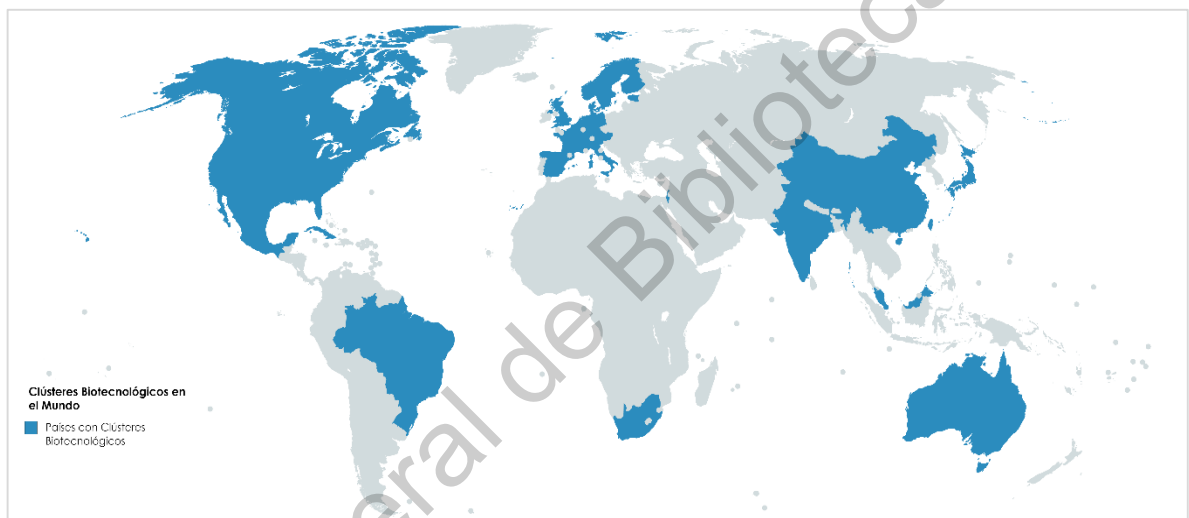 eral de Bibliotec
Clústeres Biotecnológicos en
el Mundo
Países con Clústeres
Biotecnológicos